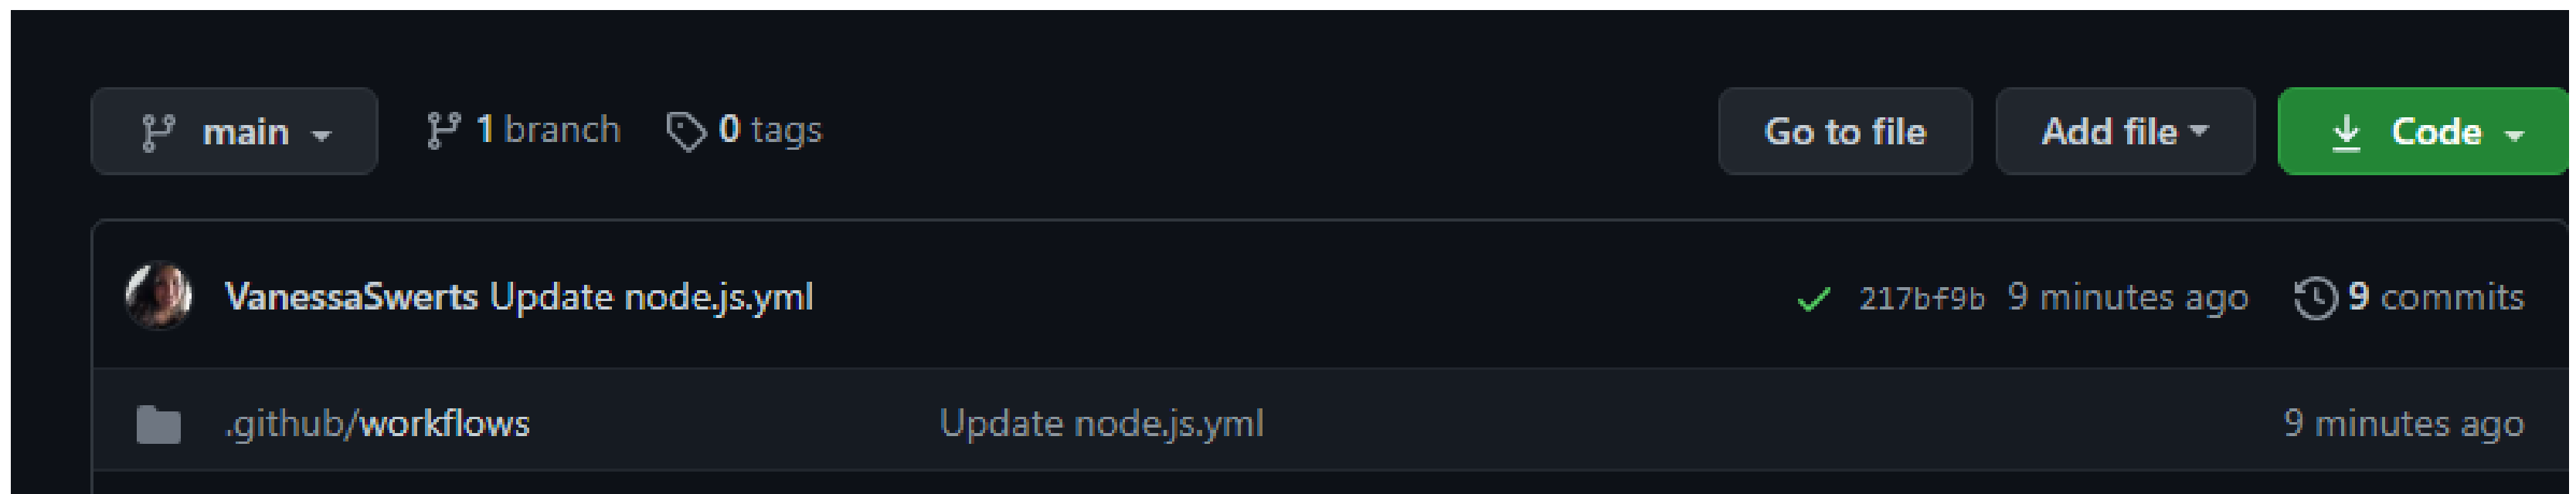 main 1 branch 0 tags Go to file Add file Code
VanessaSwerts Update node.js.yml 217bf9b 9 minutes ago 9 commits
.github/workflows Update node.js.yml 9 minutes ago